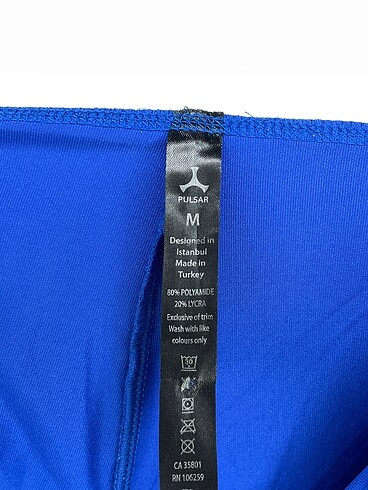 PULSAR
M
Designed in
Istanbul
Made in
Turkey
80% POLYAMIDE
20% LYCRA
Exclusive of trim
Wash with like
colours only
30
CA 35801
RN 106259